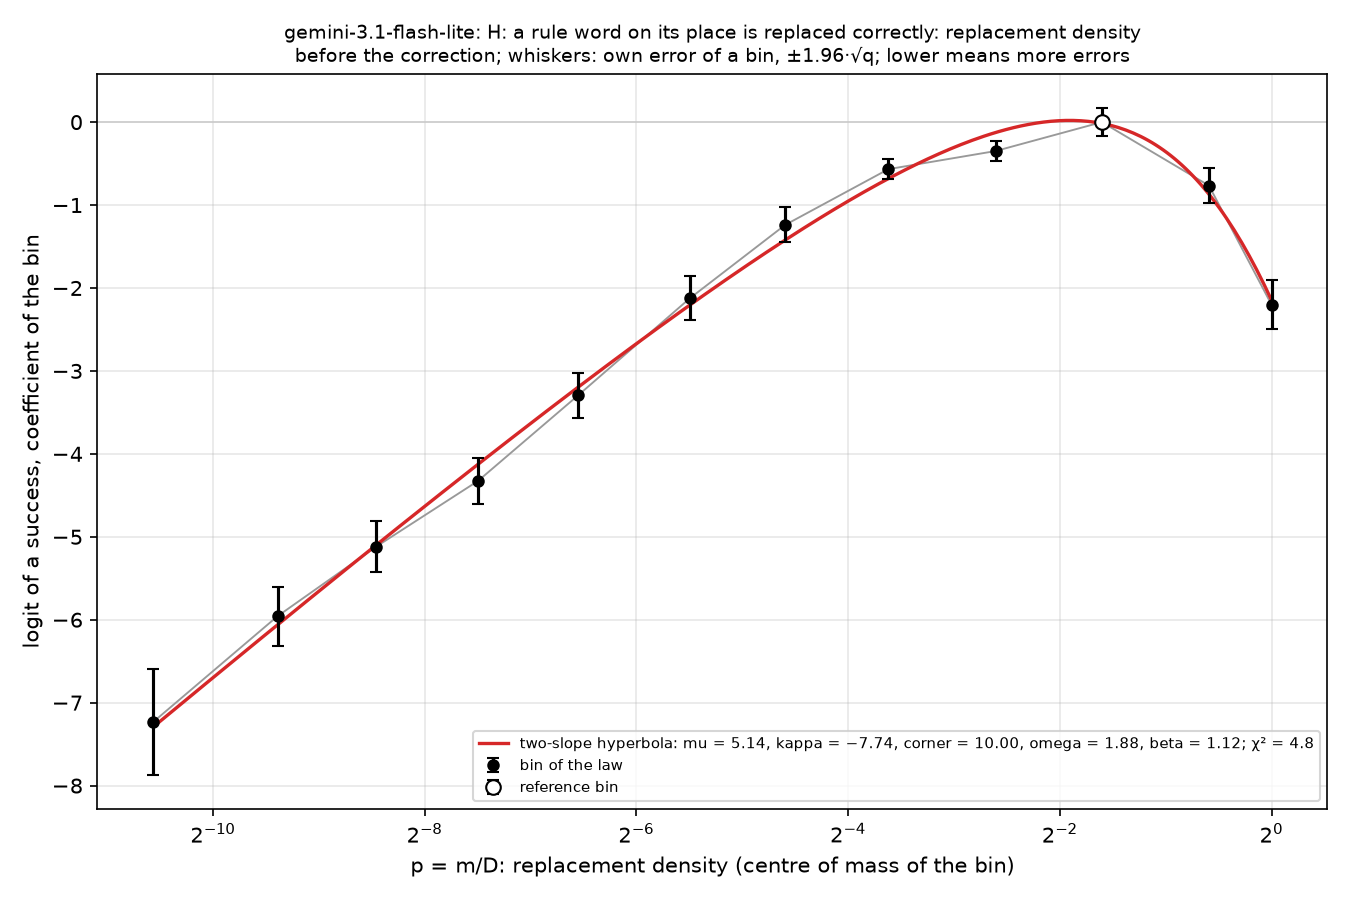 gemini-3.1-flash-lite: H: a rule word on its place is replaced correctly: replacement density
before the correction; whiskers: own error of a bin, ±1.96·√q; lower means more errors
logit of a success, coefficient of the bin
0
−1
−2
−3
−4
−5
−6
−7
−8
two-slope hyperbola: mu = 5.14, kappa = −7.74, corner = 10.00, omega = 1.88, beta = 1.12; χ² = 4.8
bin of the law
reference bin
2⁻¹⁰ 2⁻⁸ 2⁻⁶ 2⁻⁴ 2⁻² 2⁰
p = m/D: replacement density (centre of mass of the bin)